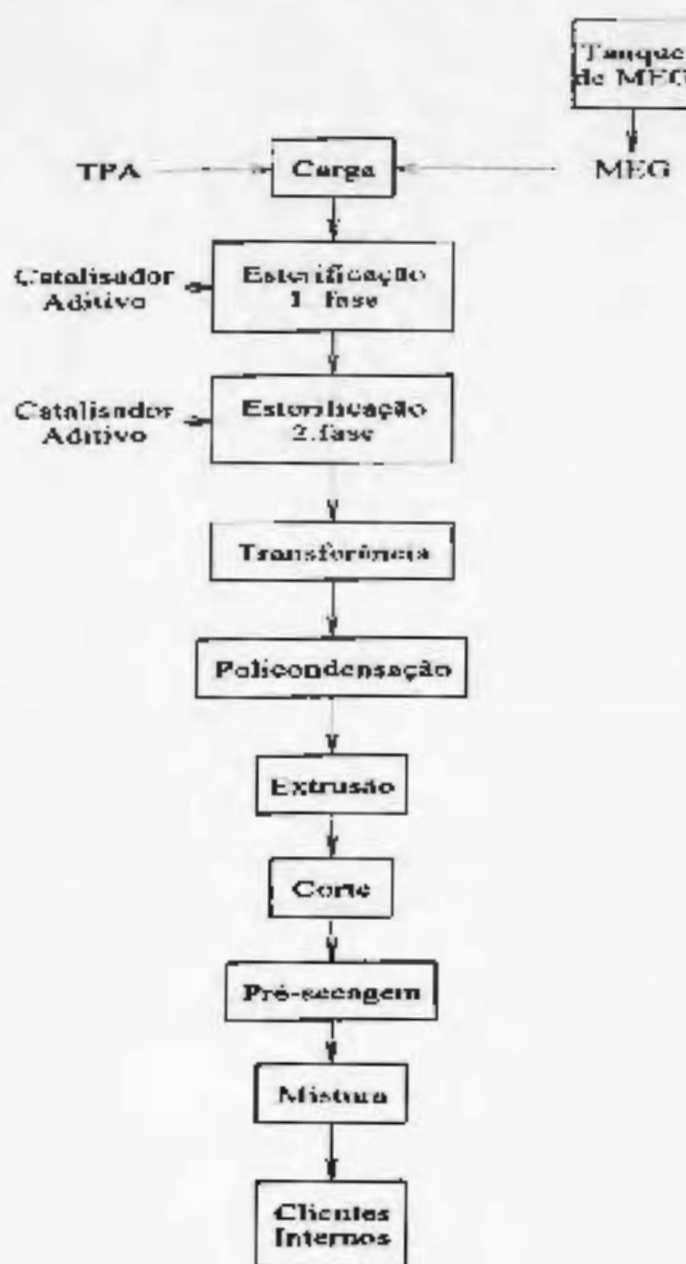 Tanque
de MEG
TPA
Carga
MEG
Catalisador
Aditivo
Esterificação
1. fase
Catalisador
Aditivo
Esterificação
2.fase
Transferência
Policondensação
Extrusão
Corte
Pré-secagem
Mistura
Clientes
Internos